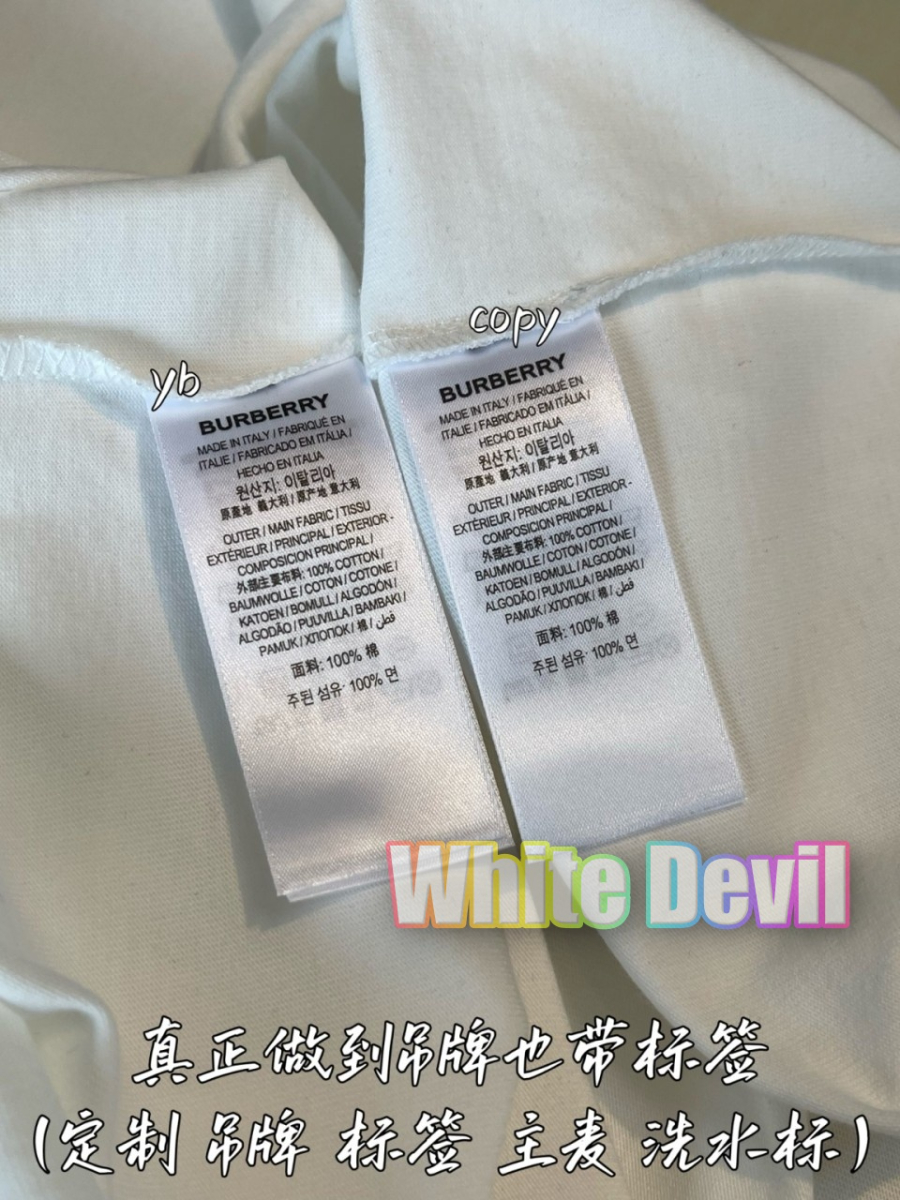 copy
yb
BURBERRY
MADE IN ITALY / FABRIQUÉ EN
ITALIE / FABRICADO EM ITÁLIA /
HECHO EN ITALIA
원산지: 이탈리아
原產地 義大利 / 原产地 意大利
OUTER / MAIN FABRIC / TISSU
EXTÉRIEUR / PRINCIPAL / EXTERIOR -
COMPOSICION PRINCIPAL /
外部主要布料: 100% COTTON /
BAUMWOLLE / COTON / COTONE /
KATOEN / BOMULL / ALGODÓN /
ALGODÃO / PUUVILLA / BAMBAKI /
PAMUK / ХЛОПОК / 棉 / قطن
面料: 100% 棉
주된 섬유: 100% 면
BURBERRY
MADE IN ITALY / FABRIQUÉ EN
ITALIE / FABRICADO EM ITÁLIA /
HECHO EN ITALIA
원산지: 이탈리아
原產地 義大利 / 原产地 意大利
OUTER / MAIN FABRIC / TISSU
EXTÉRIEUR / PRINCIPAL / EXTERIOR -
COMPOSICION PRINCIPAL /
外部主要布料: 100% COTTON /
BAUMWOLLE / COTON / COTONE /
KATOEN / BOMULL / ALGODÓN /
ALGODÃO / PUUVILLA / BAMBAKI /
PAMUK / ХЛОПОК / 棉 / قطن
面料: 100% 棉
주된 섬유: 100% 면
White Devil
真正做到吊牌也带标签
(定制 吊牌 标签 主麦 洗水标)